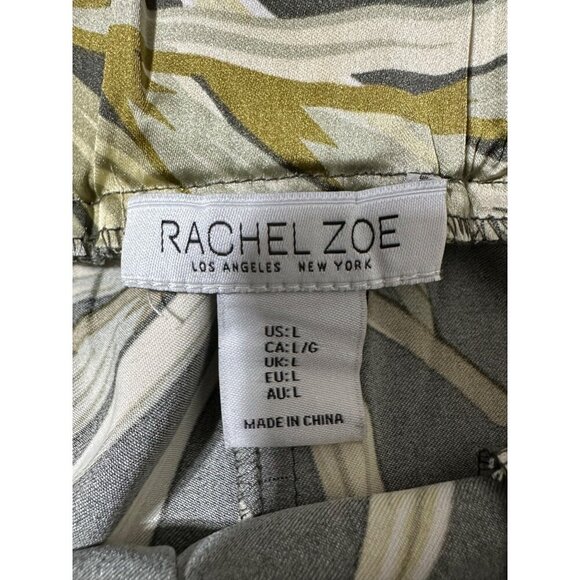 RACHEL ZOE
LOS ANGELES NEW YORK
US: L
CA: L/G
UK: L
EU: L
AU: L
MADE IN CHINA